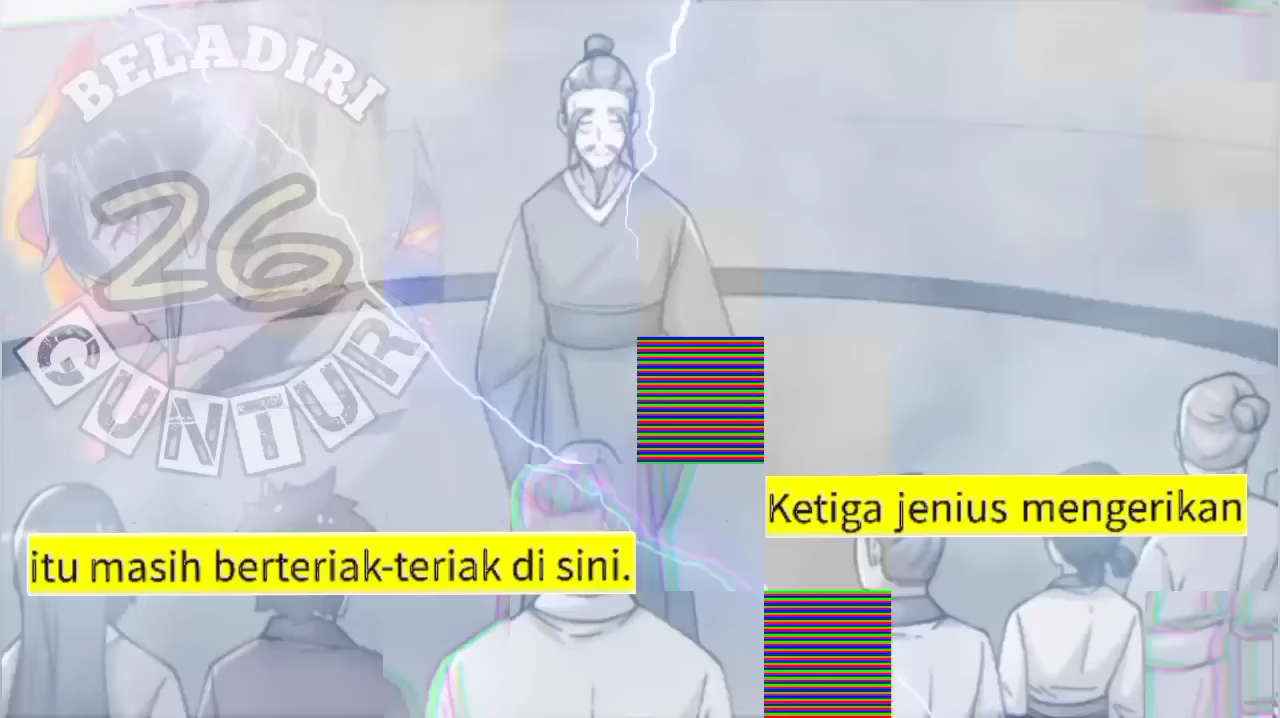 BELADIRI
26
GUNTUR
Ketiga jenius mengerikan
itu masih berteriak-teriak di sini.